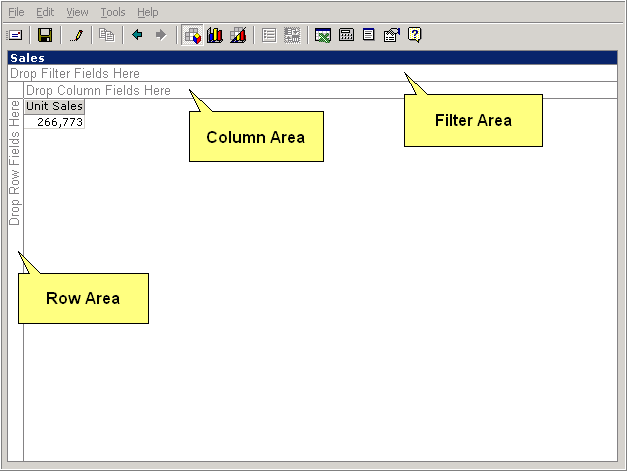 File Edit View Tools Help
Sales
Drop Filter Fields Here
Drop Column Fields Here
Unit Sales
266,773
Drop Row Fields Here
Column Area
Filter Area
Row Area